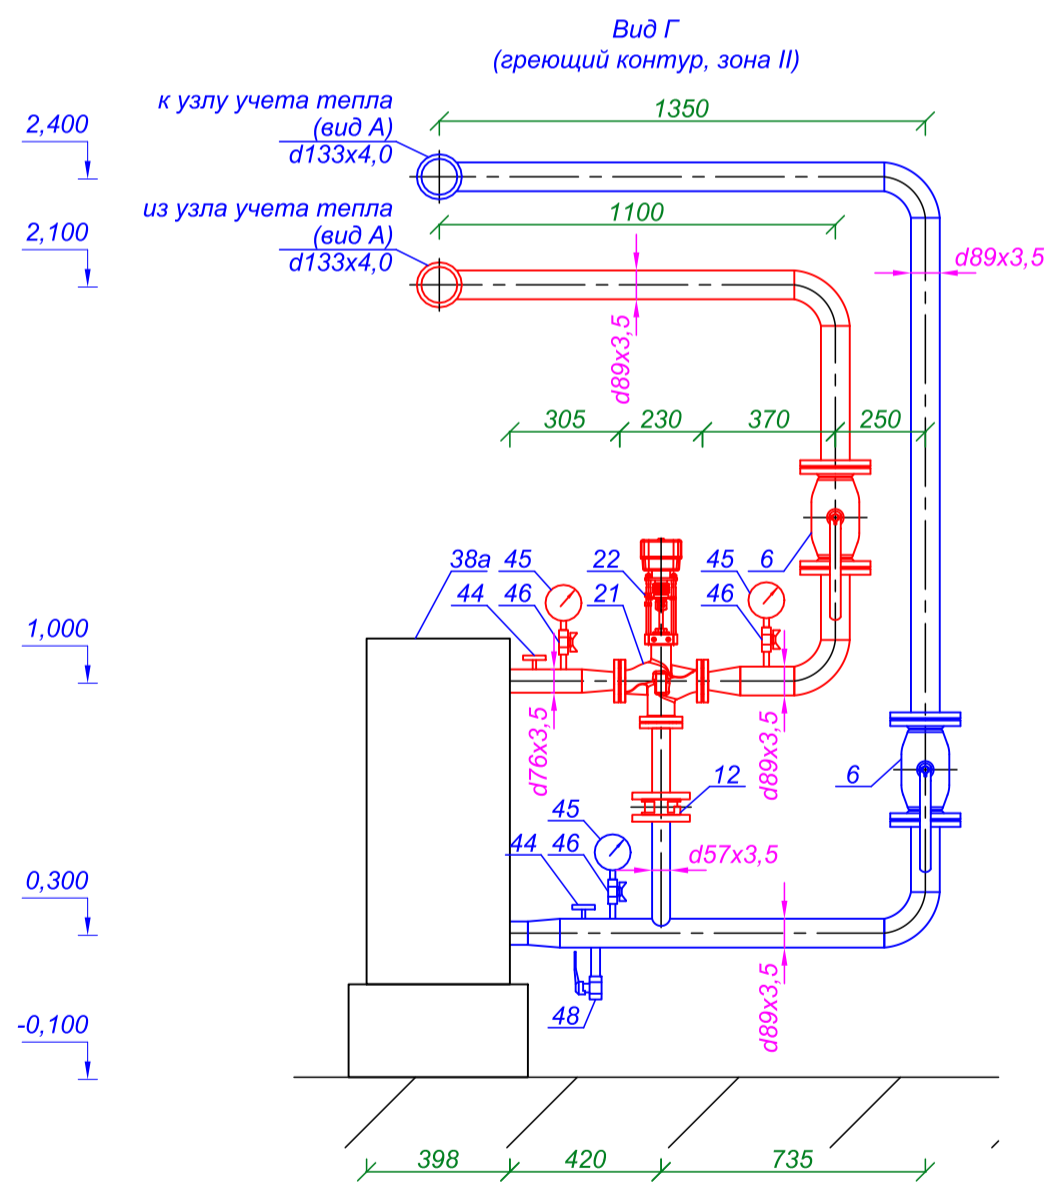 Вид Г
(греющий контур, зона II)
к узлу учета тепла
(вид А)
d133x4,0
1350
2,400
из узла учета тепла
(вид А)
d133x4,0
1100
2,100
d89x3,5
d89x3,5
305
230
370
250
38а
45
22
45
6
44
46
21
46
1,000
d76x3,5
d89x3,5
12
6
45
44
46
d57x3,5
0,300
d89x3,5
48
-0,100
398
420
735